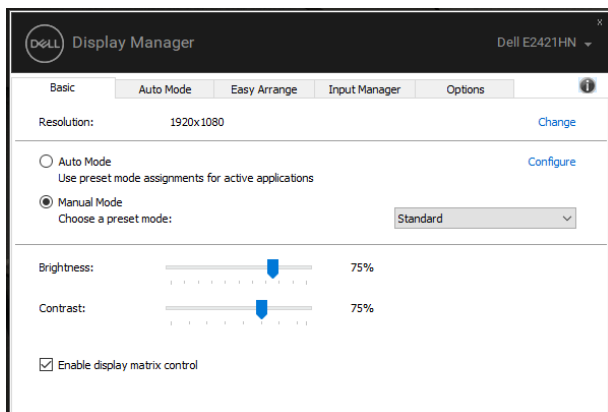 x
DELL Display Manager Dell E2421HN
Basic Auto Mode Easy Arrange Input Manager Options i
Resolution: 1920x1080 Change
Auto Mode Configure
Use preset mode assignments for active applications
Manual Mode
Choose a preset mode: Standard
Brightness: 75%
Contrast: 75%
Enable display matrix control